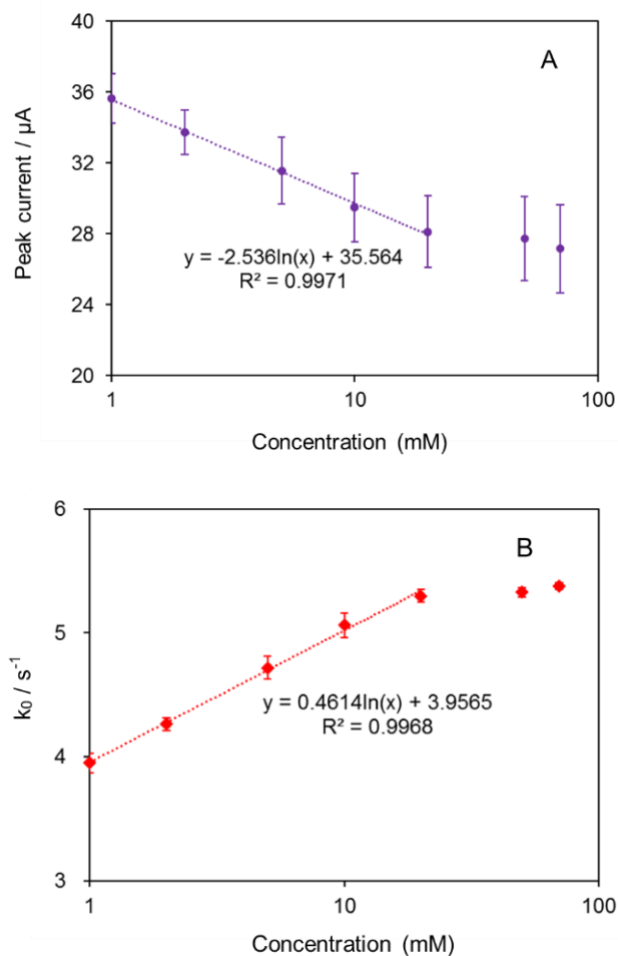 40
A
36
32
28
24
20
Peak current / µA
y = -2.536ln(x) + 35.564
R² = 0.9971
1
10
100
Concentration (mM)
6
B
5
4
3
k₀ / s⁻¹
y = 0.4614ln(x) + 3.9565
R² = 0.9968
1
10
100
Concentration (mM)